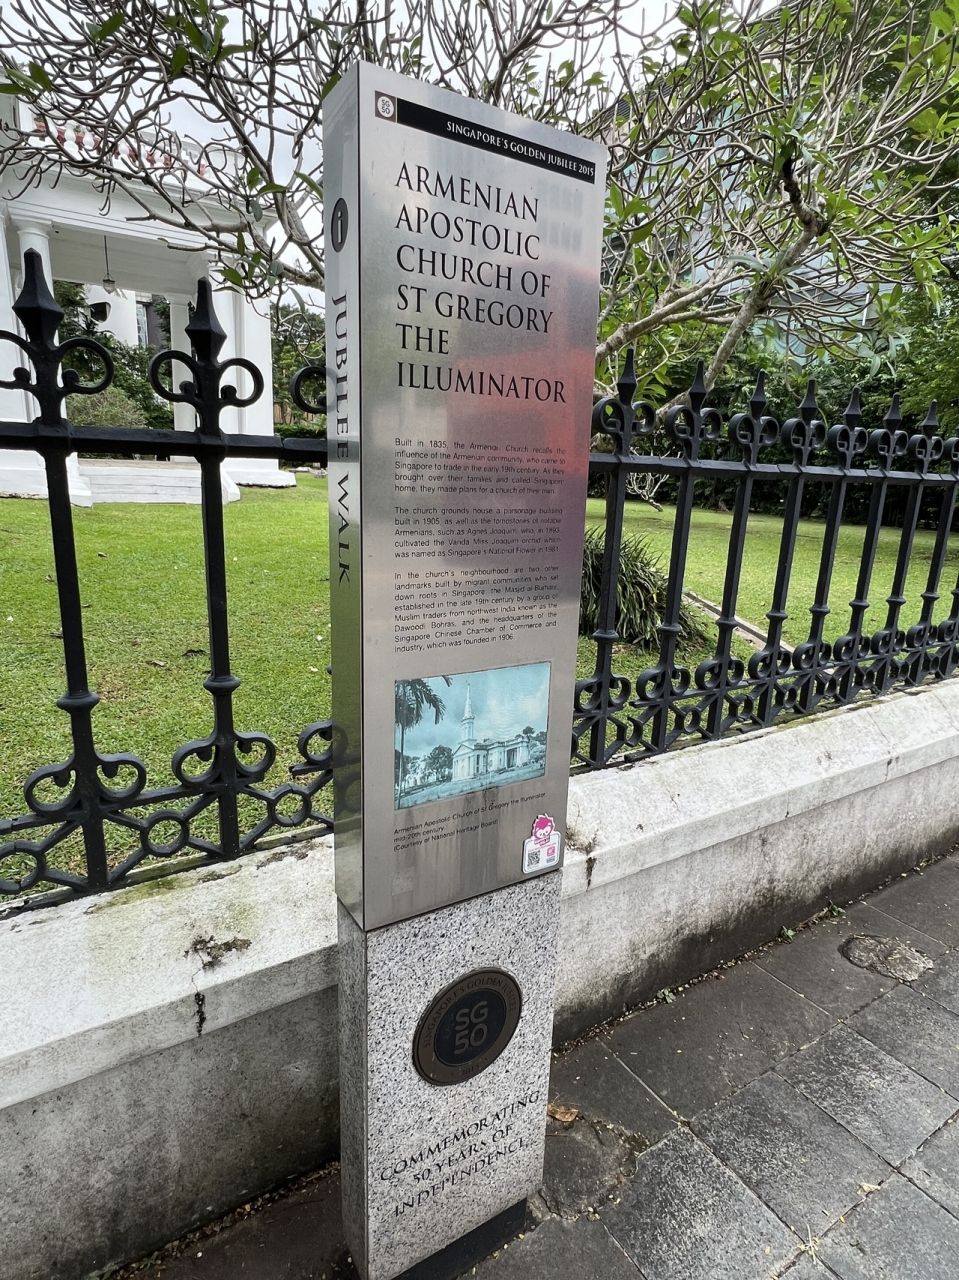 SG
50
SINGAPORE'S GOLDEN JUBILEE 2015
ARMENIAN
APOSTOLIC
CHURCH OF
ST GREGORY
THE
ILLUMINATOR
i JUBILEE WALK
Built in 1835, the Armenian Church recalls the
influence of the Armenian community, who came to
Singapore to trade in the early 19th century. As they
brought over their families and called Singapore
home, they made plans for a church of their own.
The church grounds house a parsonage building
built in 1905, as well as the tombstones of notable
Armenians, such as Agnes Joaquim, who, in 1893,
cultivated the Vanda Miss Joaquim orchid which
was named as Singapore's National Flower in 1981.
In the church's neighbourhood are two other
landmarks built by migrant communities who set
down roots in Singapore: the Masjid al-Burhani,
established in the late 19th century by a group of
Muslim traders from northwest India known as the
Dawoodi Bohras, and the headquarters of the
Singapore Chinese Chamber of Commerce and
Industry, which was founded in 1906.
Armenian Apostolic Church of St Gregory the Illuminator
mid-20th century
(Courtesy of National Heritage Board)
SINGAPORE'S GOLDEN JUBILEE
SG
50
2015
COMMEMORATING
50 YEARS OF
INDEPENDENCE